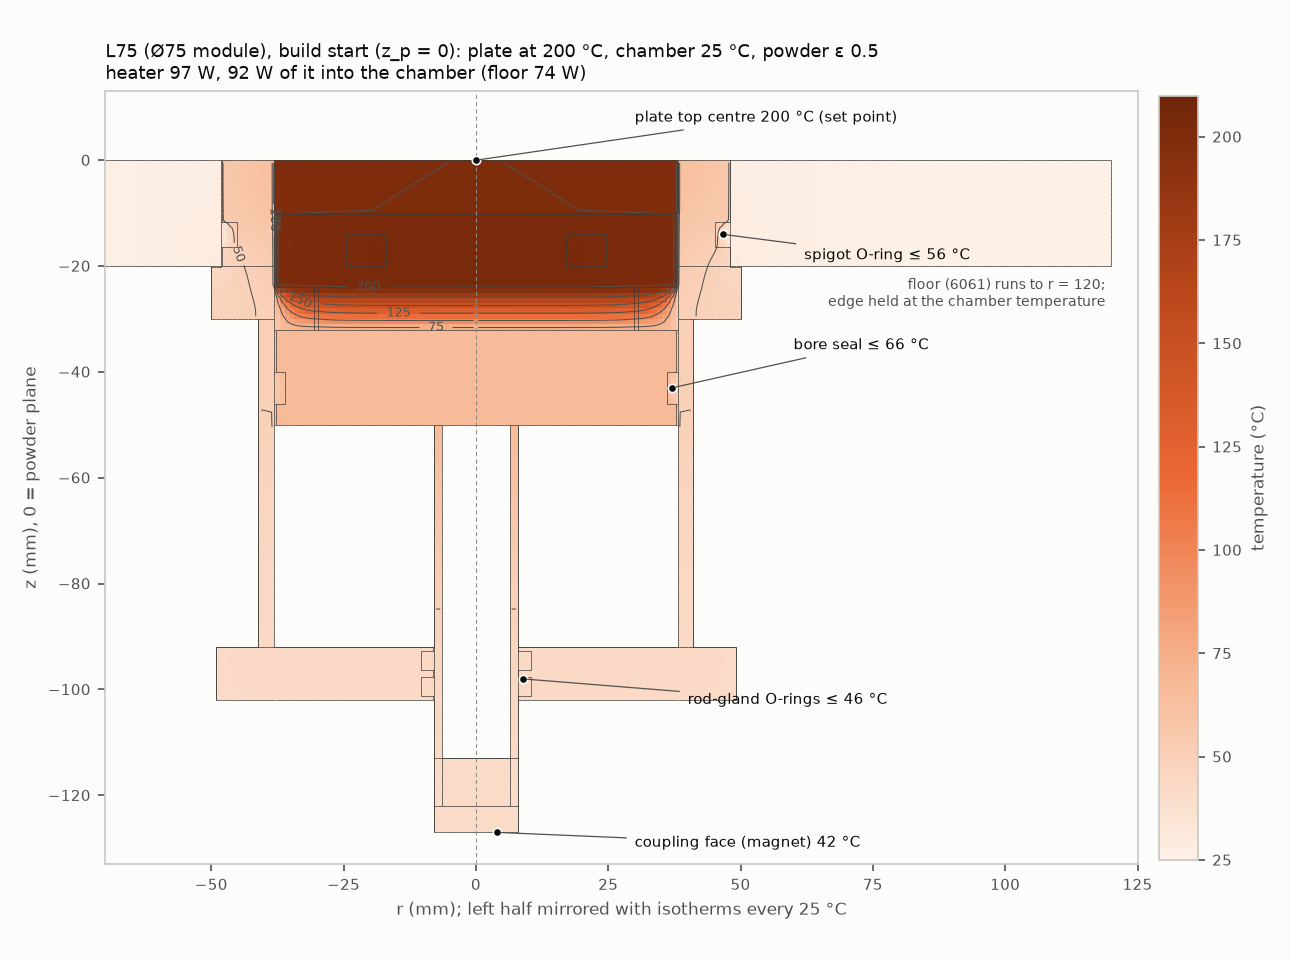 L75 (Ø75 module), build start (z_p = 0): plate at 200 °C, chamber 25 °C, powder ε 0.5
heater 97 W, 92 W of it into the chamber (floor 74 W)
plate top centre 200 °C (set point)
spigot O-ring ≤ 56 °C
floor (6061) runs to r = 120;
edge held at the chamber temperature
bore seal ≤ 66 °C
rod-gland O-rings ≤ 46 °C
coupling face (magnet) 42 °C
50
200
150
125
75
0
−20
−40
−60
−80
−100
−120
z (mm), 0 = powder plane
−50
−25
0
25
50
75
100
125
r (mm); left half mirrored with isotherms every 25 °C
200
175
150
125
100
75
50
25
temperature (°C)